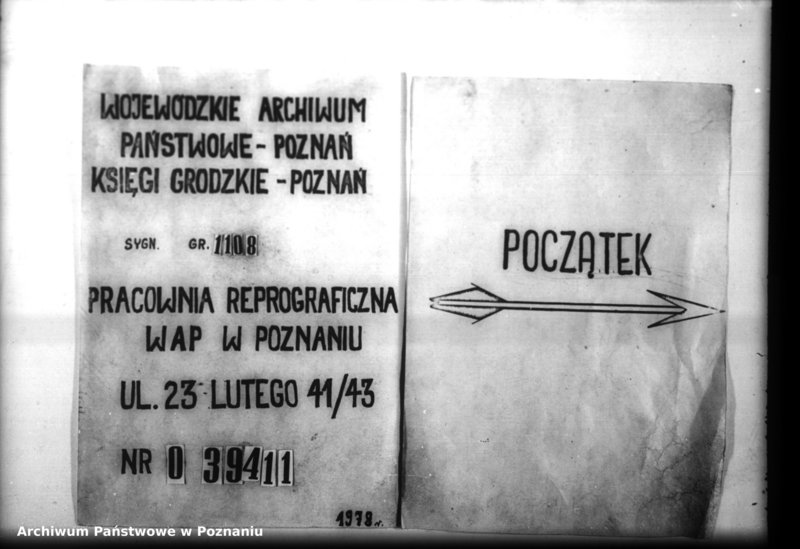 WOJEWÓDZKIE ARCHIWUM
PAŃSTWOWE - POZNAŃ
KSIĘGI GRODZKIE - POZNAŃ
SYGN. GR. 1108
PRACOWNIA REPROGRAFICZNA
WAP W POZNANIU
UL. 23 LUTEGO 41/43
NR 0 39411
1978 r.
POCZĄTEK
Archiwum Państwowe w Poznaniu